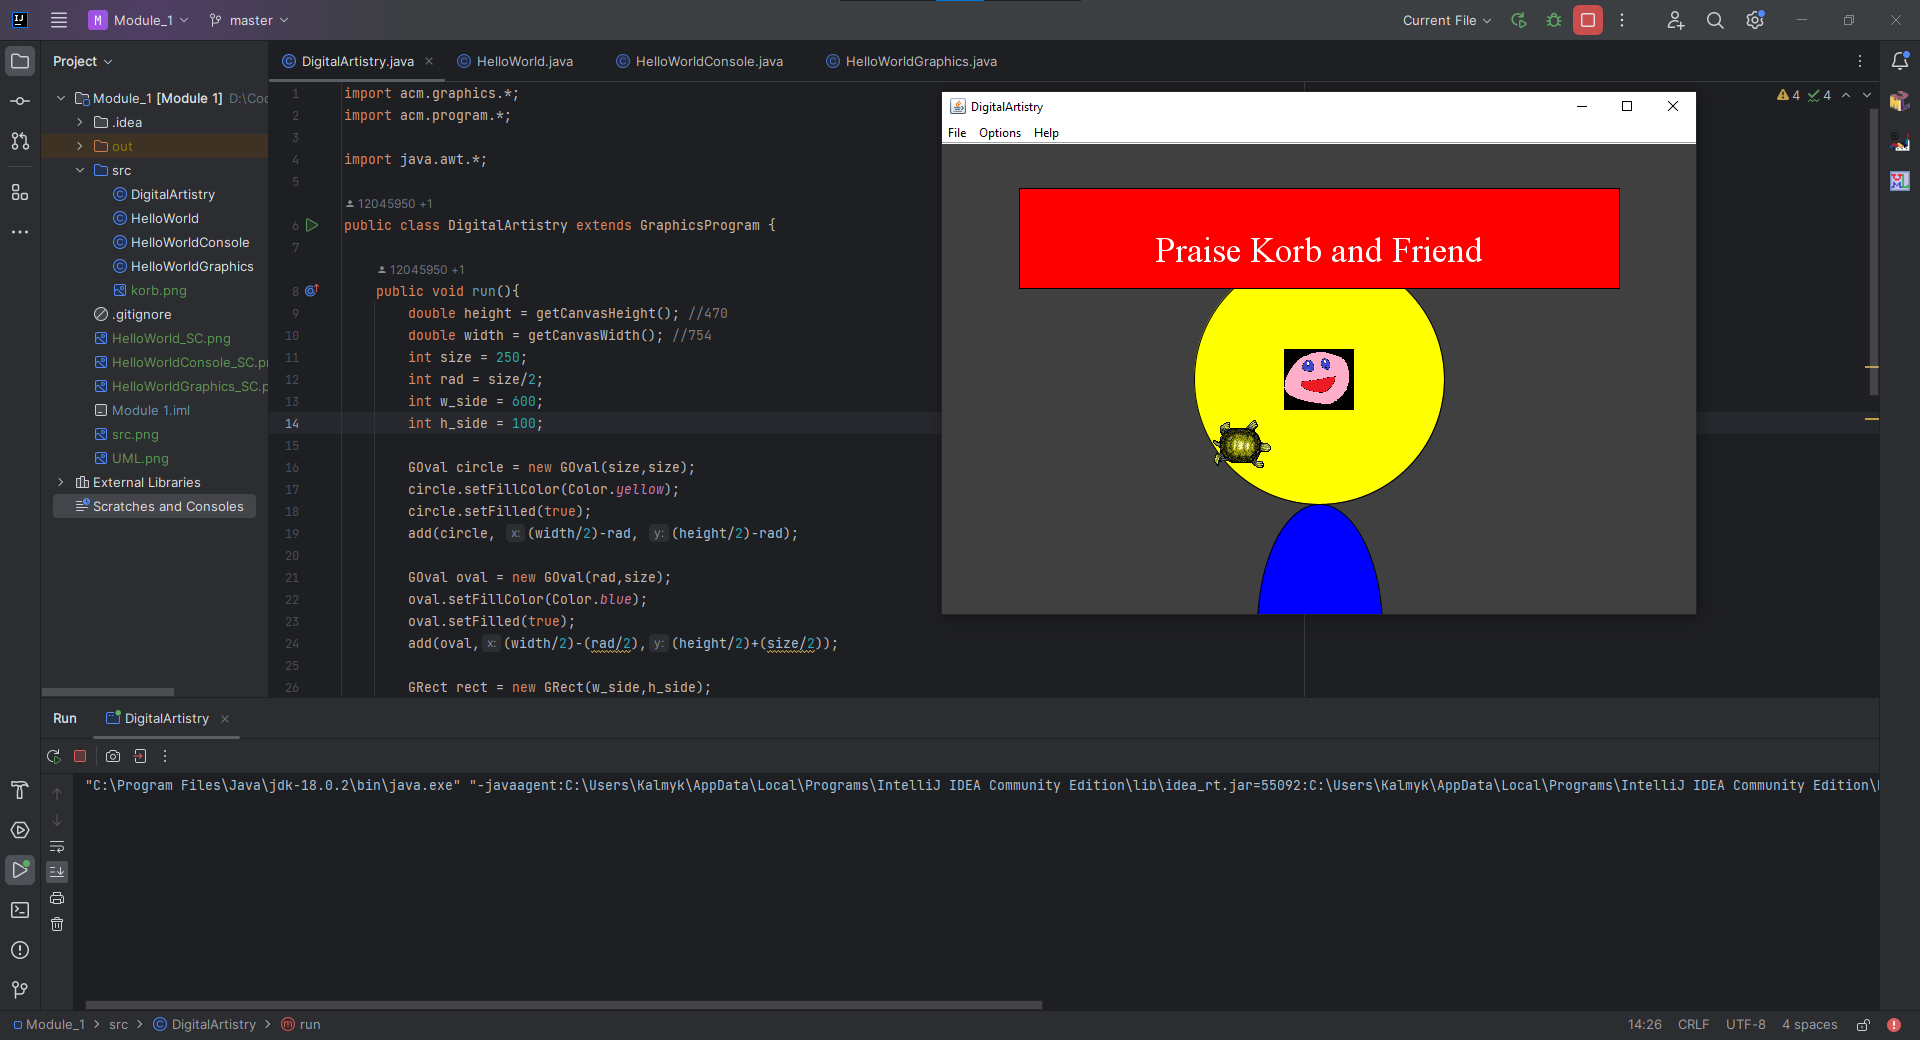 Module_1
master
Current File
Project
DigitalArtistry.java
HelloWorld.java
HelloWorldConsole.java
HelloWorldGraphics.java
Module_1 [Module 1]
.idea
out
src
DigitalArtistry
HelloWorld
HelloWorldConsole
HelloWorldGraphics
korb.png
.gitignore
HelloWorld_SC.png
HelloWorldConsole_SC.p
HelloWorldGraphics_SC.p
Module 1.iml
src.png
UML.png
External Libraries
Scratches and Consoles
1 import acm.graphics.*;
2 import acm.program.*;
3
4 import java.awt.*;
5
12045950 +1
6 public class DigitalArtistry extends GraphicsProgram {
7
12045950 +1
8 public void run(){
9 double height = getCanvasHeight(); //470
10 double width = getCanvasWidth(); //754
11 int size = 250;
12 int rad = size/2;
13 int w_side = 600;
14 int h_side = 100;
15
16 GOval circle = new GOval(size,size);
17 circle.setFillColor(Color.yellow);
18 circle.setFilled(true);
19 add(circle, x: (width/2)-rad, y: (height/2)-rad);
20
21 GOval oval = new GOval(rad,size);
22 oval.setFillColor(Color.blue);
23 oval.setFilled(true);
24 add(oval, x: (width/2)-(rad/2), y: (height/2)+(size/2));
25
26 GRect rect = new GRect(w_side,h_side);
4 4
DigitalArtistry
File Options Help
Praise Korb and Friend
Run DigitalArtistry
"C:\Program Files\Java\jdk-18.0.2\bin\java.exe" "-javaagent:C:\Users\Kalmyk\AppData\Local\Programs\IntelliJ IDEA Community Edition\lib\idea_rt.jar=55092:C:\Users\Kalmyk\AppData\Local\Programs\IntelliJ IDEA Community Edition\
Module_1 > src > DigitalArtistry > run
14:26 CRLF UTF-8 4 spaces